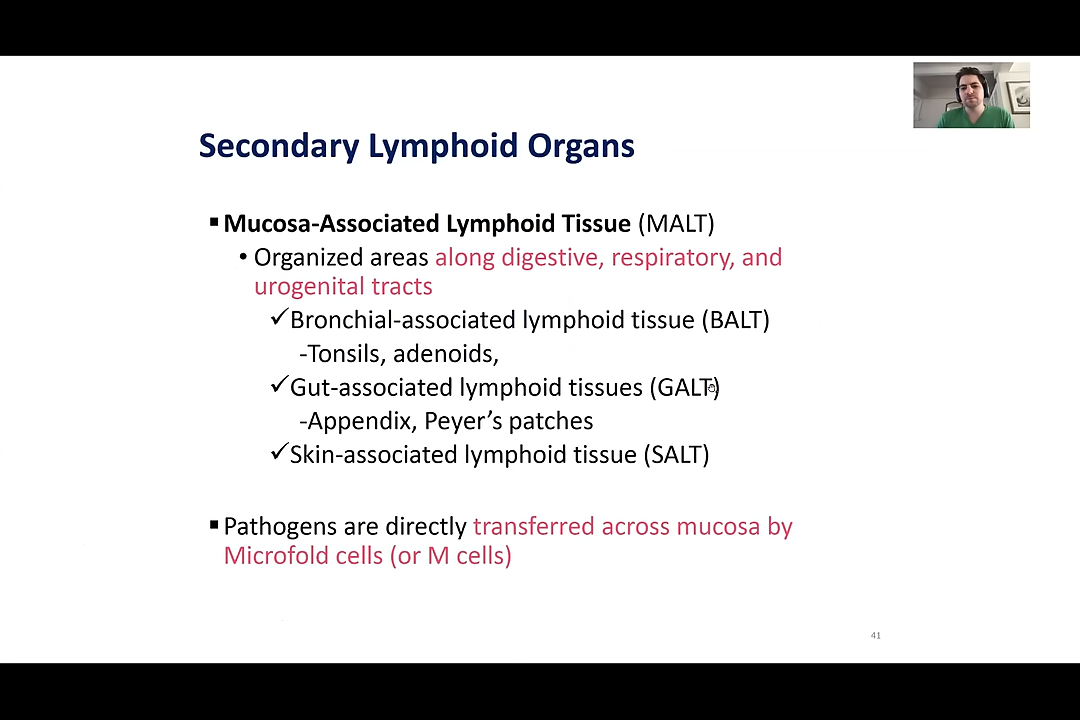 Secondary Lymphoid Organs
▪ Mucosa-Associated Lymphoid Tissue (MALT)
• Organized areas along digestive, respiratory, and
urogenital tracts
✓Bronchial-associated lymphoid tissue (BALT)
-Tonsils, adenoids,
✓Gut-associated lymphoid tissues (GALT)
-Appendix, Peyer’s patches
✓Skin-associated lymphoid tissue (SALT)
▪ Pathogens are directly transferred across mucosa by
Microfold cells (or M cells)
41